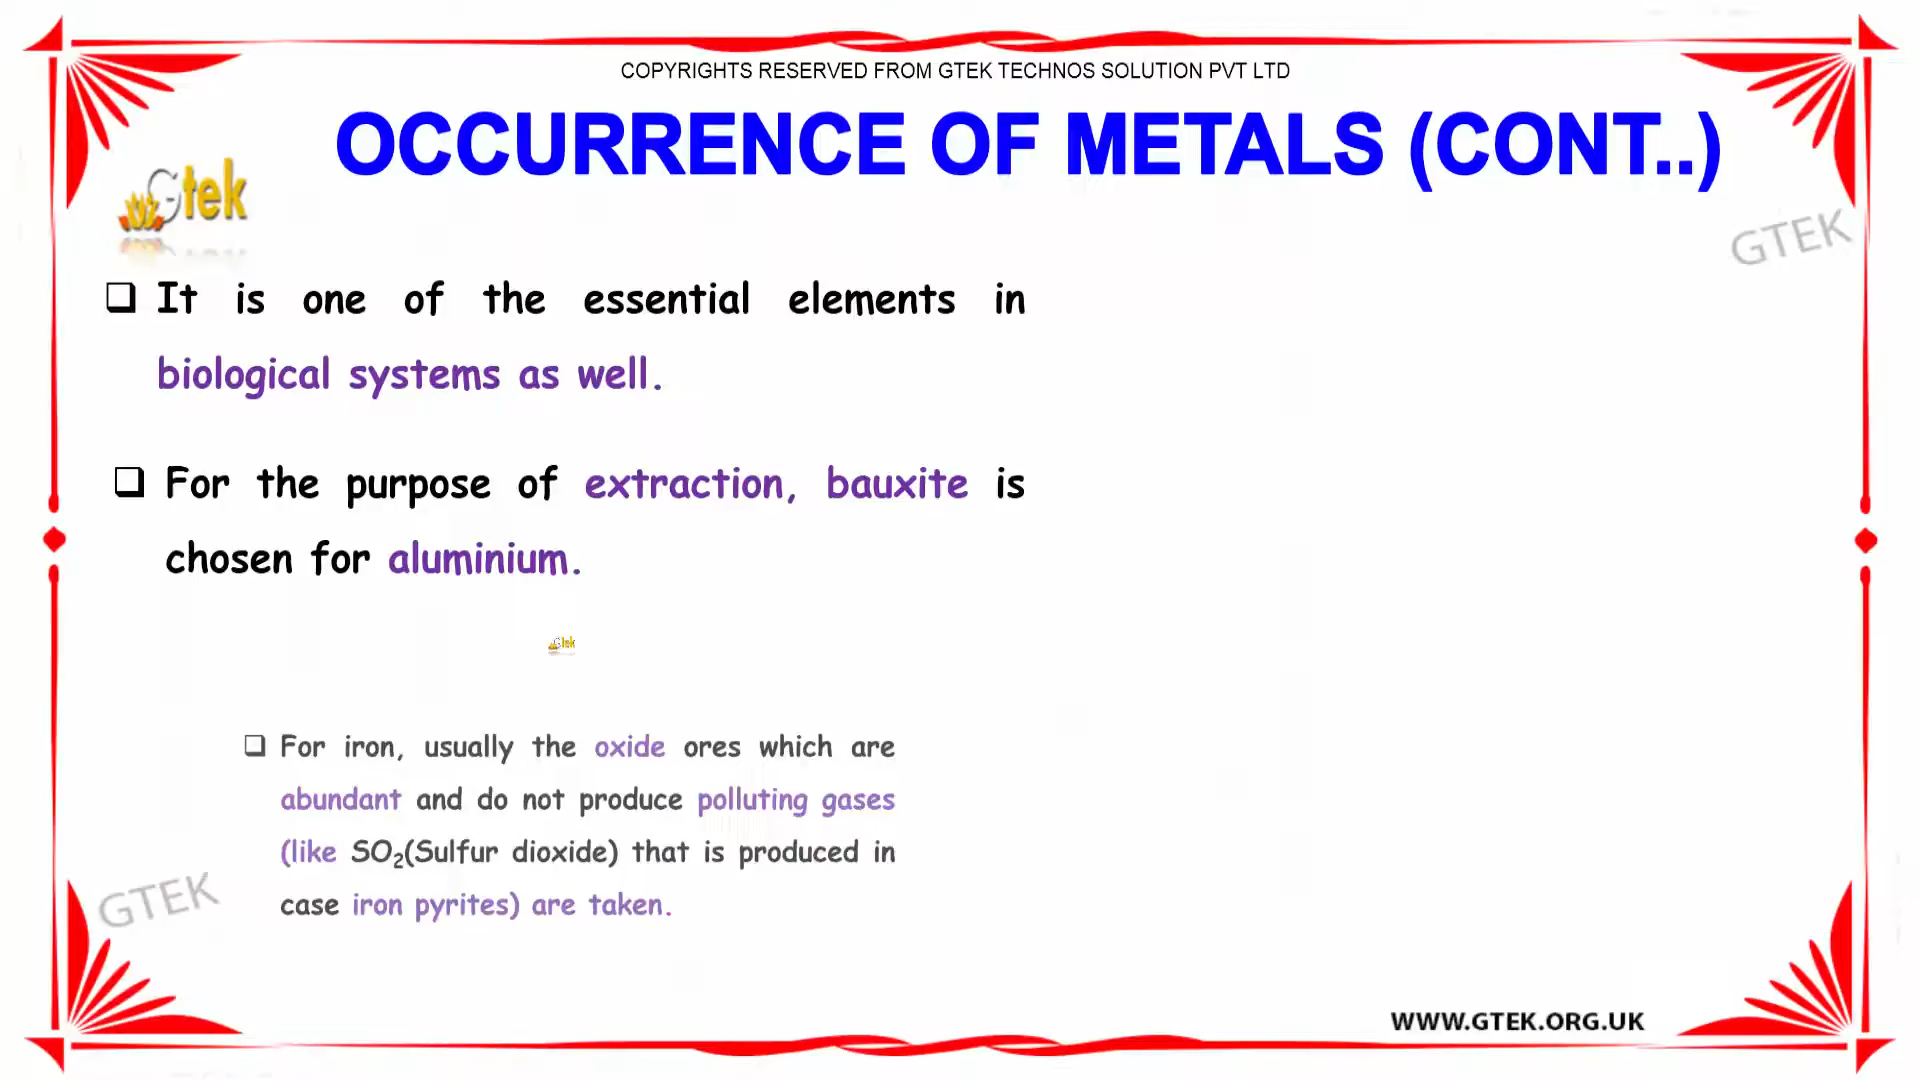 COPYRIGHTS RESERVED FROM GTEK TECHNOS SOLUTION PVT LTD
OCCURRENCE OF METALS (CONT..)
Gtek
GTEK
It is one of the essential elements in
biological systems as well.
For the purpose of extraction, bauxite is
chosen for aluminium.
Gtek
For iron, usually the oxide ores which are
abundant and do not produce polluting gases
(like SO₂(Sulfur dioxide) that is produced in
case iron pyrites) are taken.
GTEK
WWW.GTEK.ORG.UK